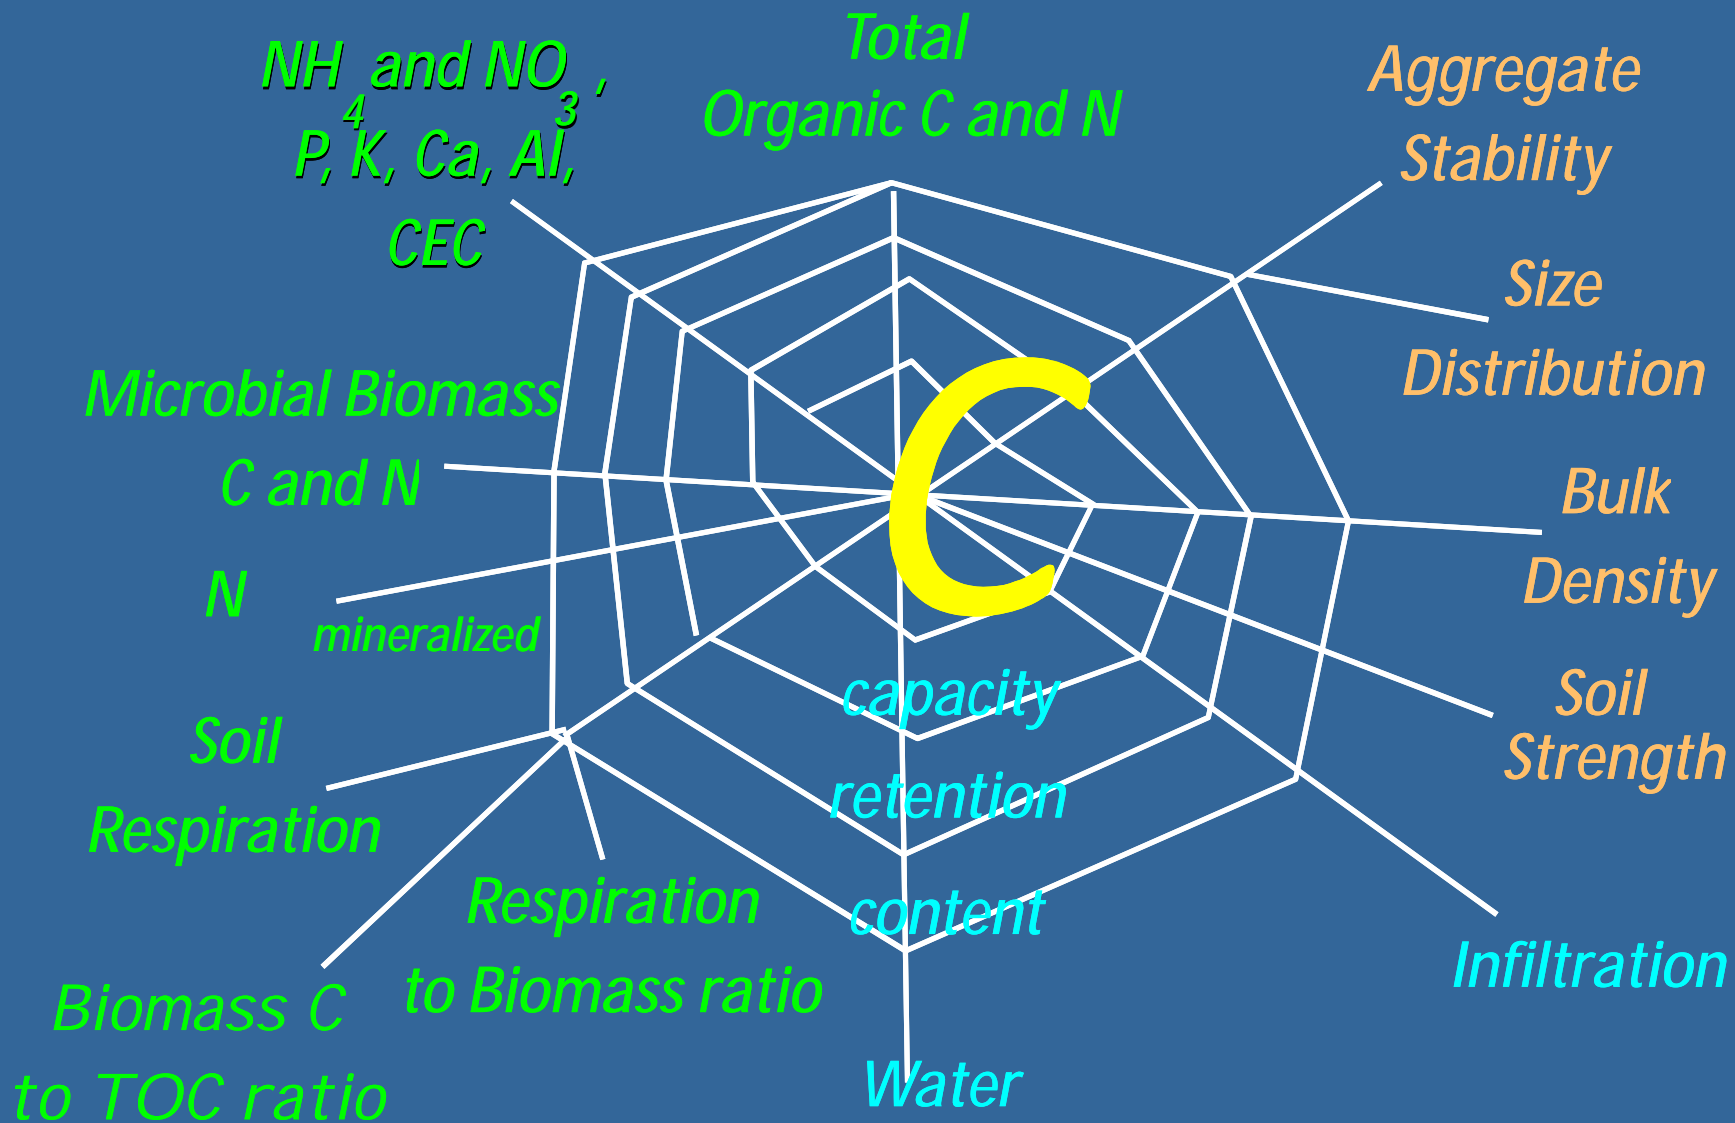 NH4 and NO3,
P, K, Ca, Al,
CEC
Total
Organic C and N
Aggregate
Stability
Size
Distribution
Microbial Biomass
C and N
C
Bulk
Density
N mineralized
Soil
Strength
Soil
Respiration
capacity
retention
content
Water
Infiltration
Respiration
to Biomass ratio
Biomass C
to TOC ratio